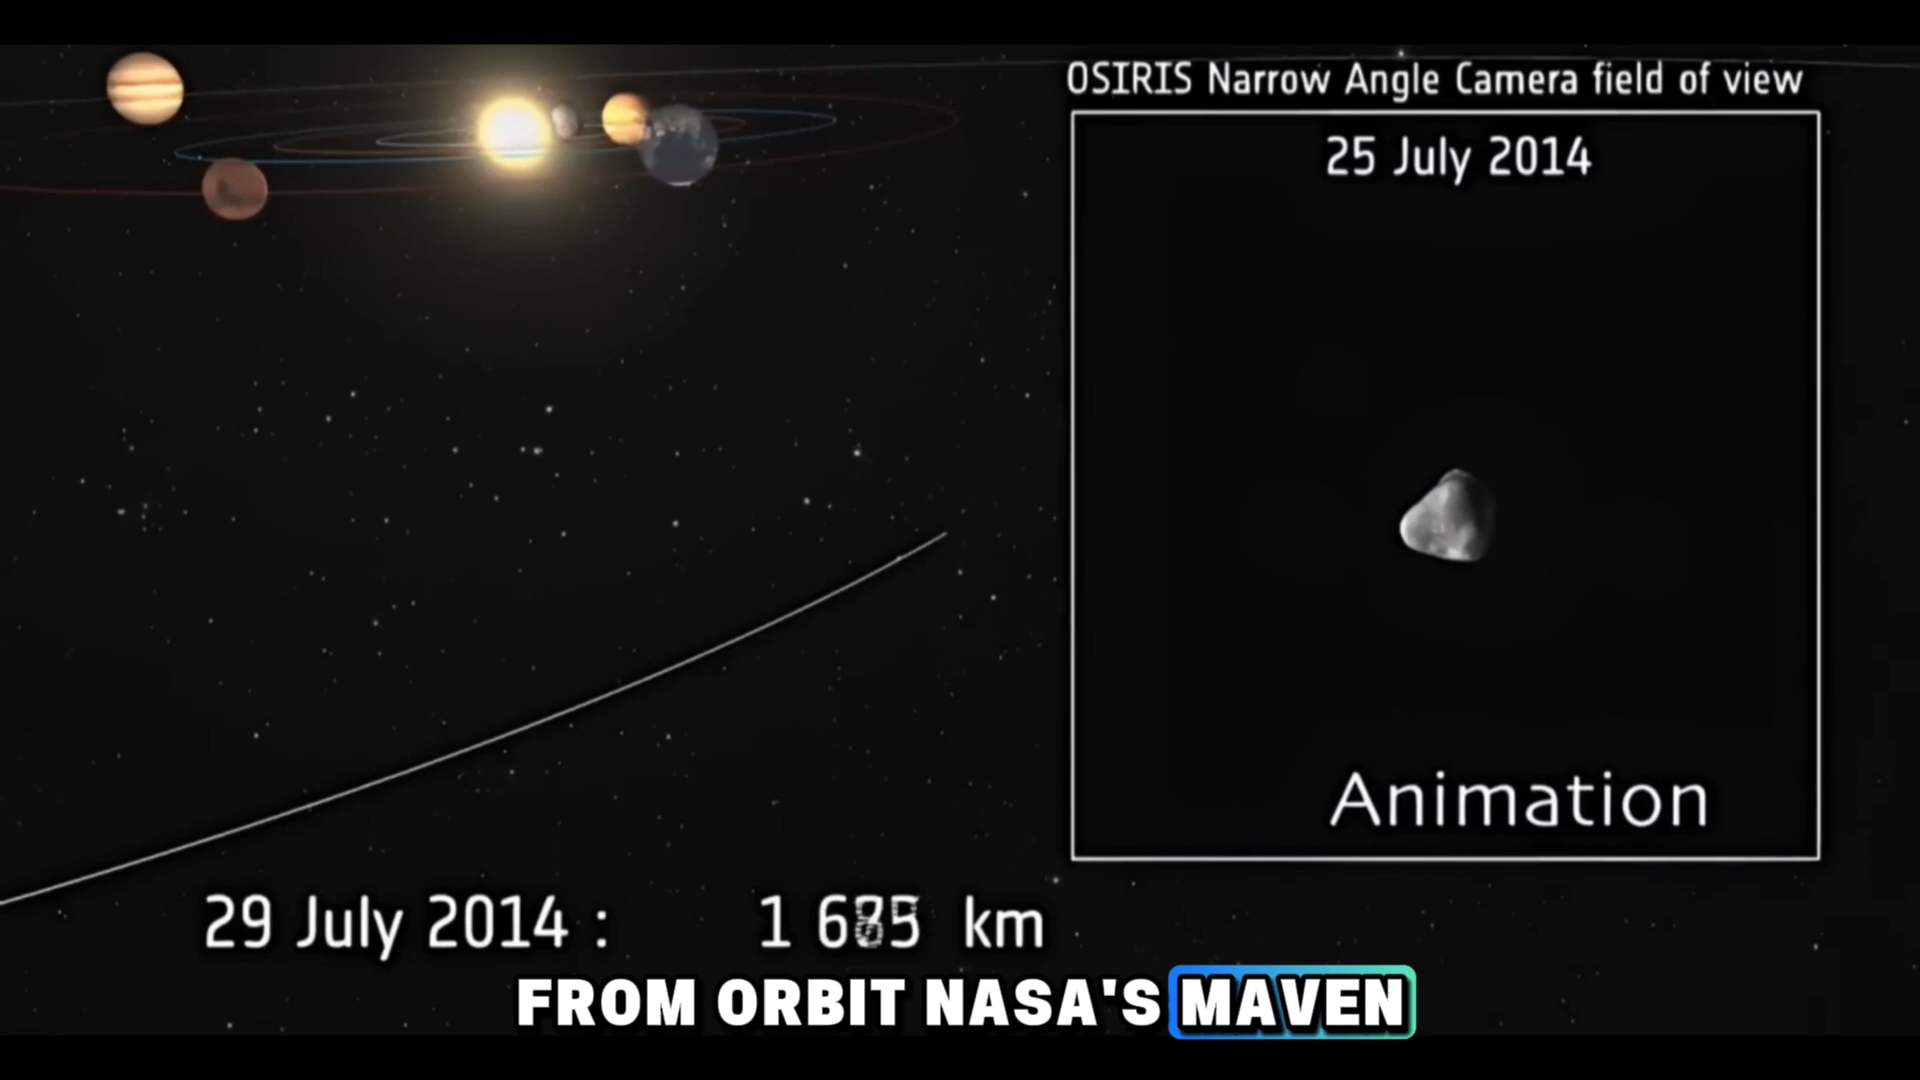 OSIRIS Narrow Angle Camera field of view
25 July 2014
Animation
29 July 2014 : km
FROM ORBIT NASA'S MAVEN